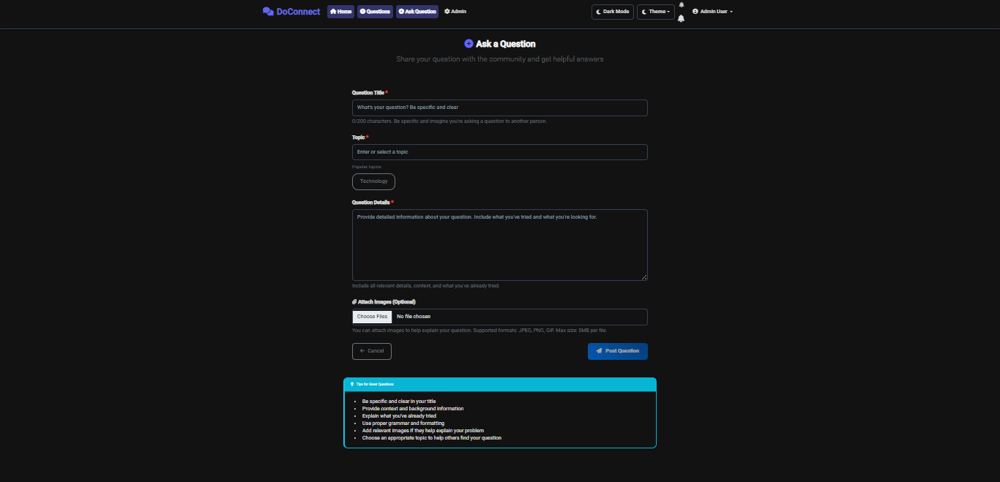 DoConnect Home Questions Ask Question Admin Dark Mode Theme Admin User
Ask a Question
Share your question with the community and get helpful answers
Question Title *
What's your question? Be specific and clear
0/200 characters. Be specific and imagine you're asking a question to another person.
Topic *
Enter or select a topic
Popular topics:
Technology
Question Details *
Provide detailed information about your question. Include what you've tried and what you're looking for.
Include all relevant details, context, and what you've already tried.
Attach Images (Optional)
Choose Files No file chosen
You can attach images to help explain your question. Supported formats: JPEG, PNG, GIF. Max size: 5MB per file.
Cancel Post Question
Tips for Great Questions
Be specific and clear in your title
Provide context and background information
Explain what you've already tried
Use proper grammar and formatting
Add relevant images if they help explain your problem
Choose an appropriate topic to help others find your question